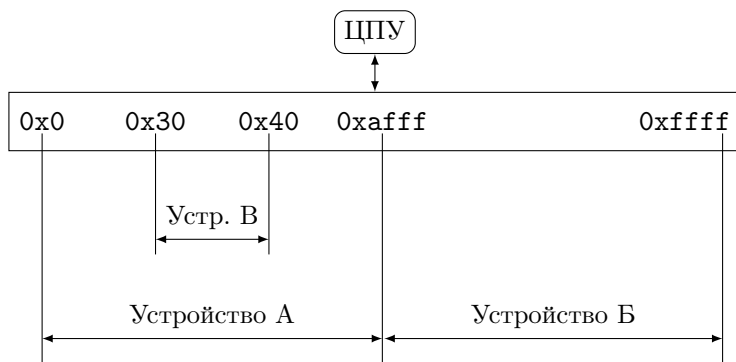 ЦПУ
0x0 0x30 0x40 0xafff 0xffff
Устр. В
Устройство А Устройство Б